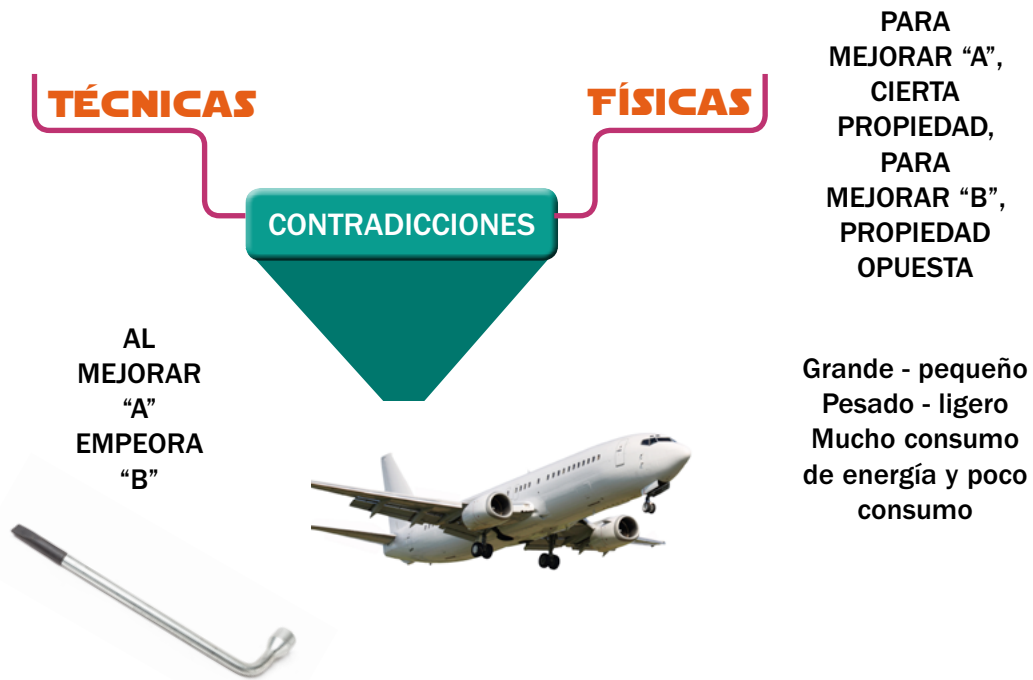 TÉCNICAS
FÍSICAS
CONTRADICCIONES
PARA
MEJORAR “A”,
CIERTA
PROPIEDAD,
PARA
MEJORAR “B”,
PROPIEDAD
OPUESTA
AL
MEJORAR
“A”
EMPEORA
“B”
Grande - pequeño
Pesado - ligero
Mucho consumo
de energía y poco
consumo